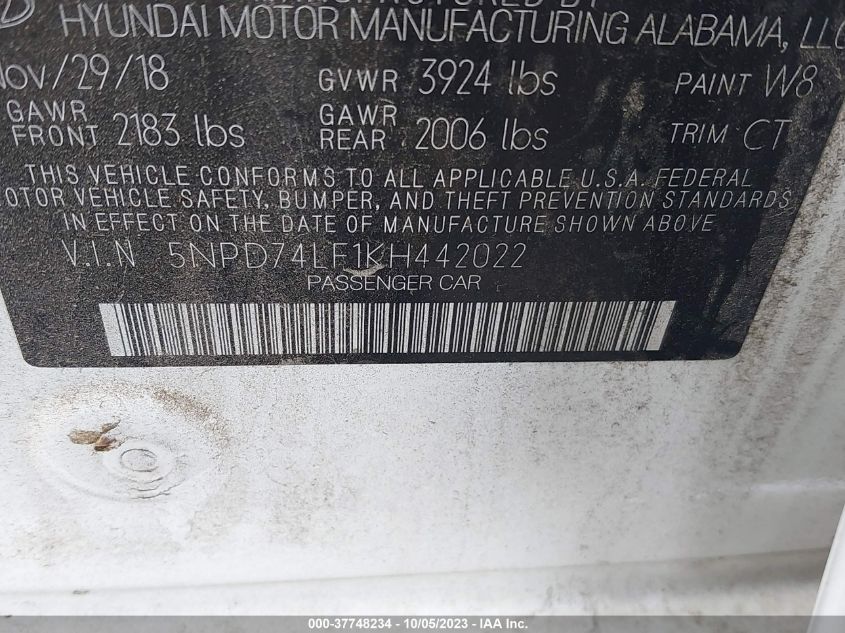 HYUNDAI MOTOR MANUFACTURING ALABAMA, LLC
Nov/29/18 GVWR 3924 lbs PAINT W8
GAWR FRONT 2183 lbs GAWR REAR 2006 lbs TRIM CT
THIS VEHICLE CONFORMS TO ALL APPLICABLE U.S.A. FEDERAL
MOTOR VEHICLE SAFETY, BUMPER, AND THEFT PREVENTION STANDARDS
IN EFFECT ON THE DATE OF MANUFACTURE SHOWN ABOVE
V.I.N 5NPD74LF1KH442022
PASSENGER CAR
000-37748234 - 10/05/2023 - IAA Inc.